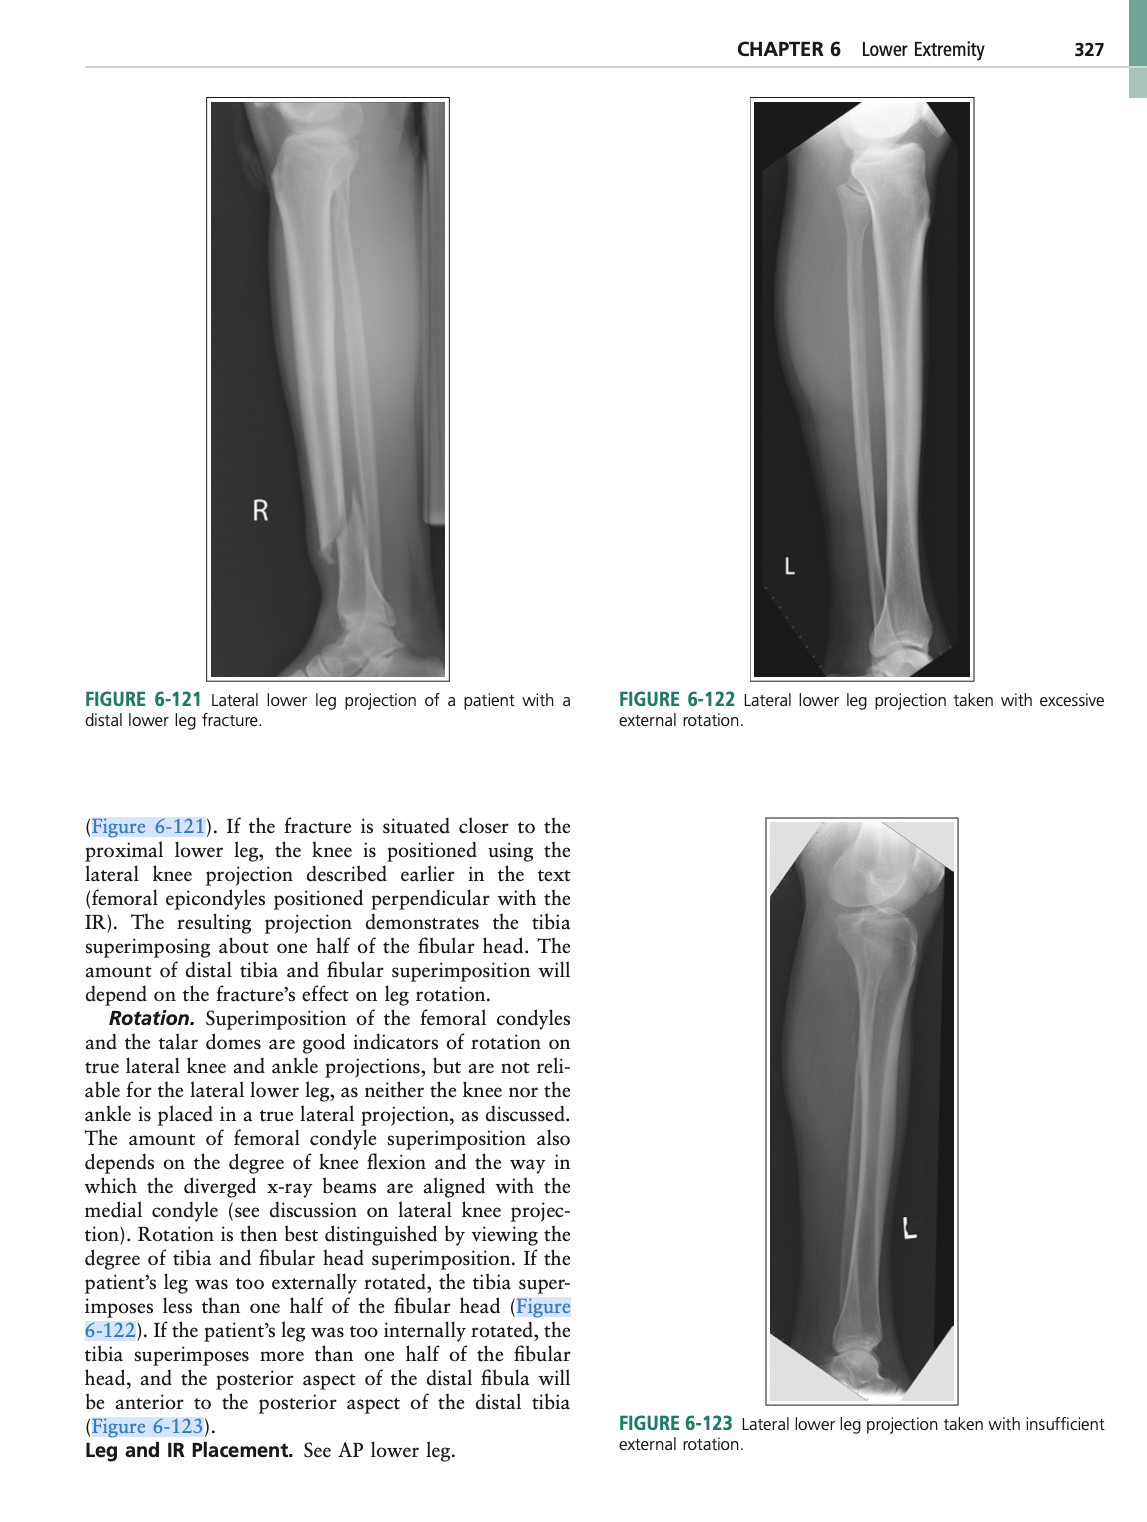 CHAPTER 6 Lower Extremity 327
R
FIGURE 6-121 Lateral lower leg projection of a patient with a
distal lower leg fracture.
L
FIGURE 6-122 Lateral lower leg projection taken with excessive
external rotation.
(Figure 6-121). If the fracture is situated closer to the
proximal lower leg, the knee is positioned using the
lateral knee projection described earlier in the text
(femoral epicondyles positioned perpendicular with the
IR). The resulting projection demonstrates the tibia
superimposing about one half of the fibular head. The
amount of distal tibia and fibular superimposition will
depend on the fracture's effect on leg rotation.
Rotation. Superimposition of the femoral condyles
and the talar domes are good indicators of rotation on
true lateral knee and ankle projections, but are not reli-
able for the lateral lower leg, as neither the knee nor the
ankle is placed in a true lateral projection, as discussed.
The amount of femoral condyle superimposition also
depends on the degree of knee flexion and the way in
which the diverged x-ray beams are aligned with the
medial condyle (see discussion on lateral knee projec-
tion). Rotation is then best distinguished by viewing the
degree of tibia and fibular head superimposition. If the
patient's leg was too externally rotated, the tibia super-
imposes less than one half of the fibular head (Figure
6-122). If the patient's leg was too internally rotated, the
tibia superimposes more than one half of the fibular
head, and the posterior aspect of the distal fibula will
be anterior to the posterior aspect of the distal tibia
(Figure 6-123).
Leg and IR Placement. See AP lower leg.
L
FIGURE 6-123 Lateral lower leg projection taken with insufficient
external rotation.